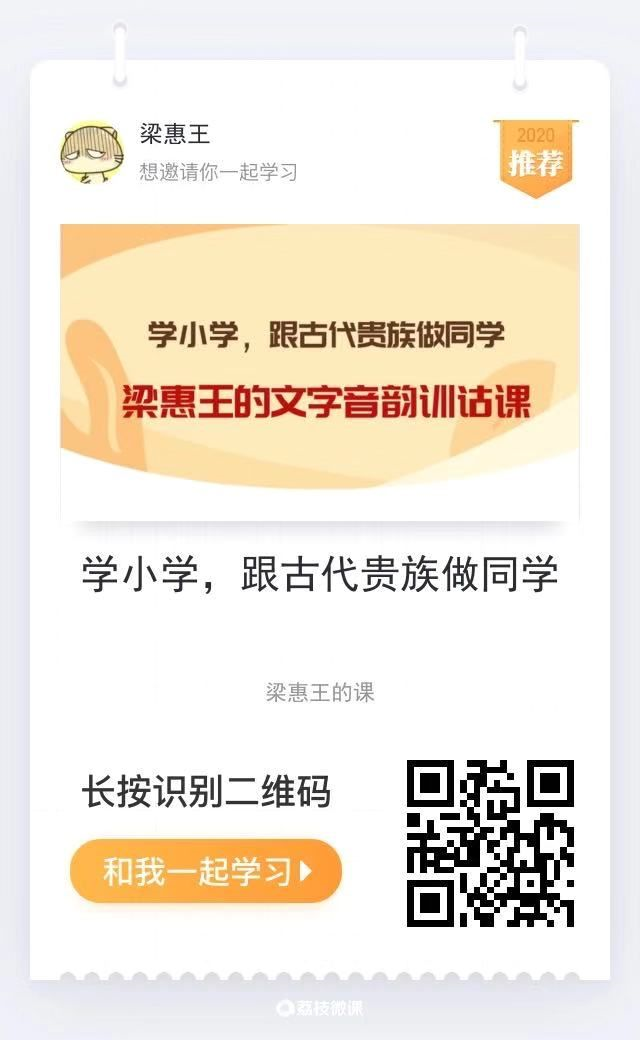 梁惠王
想邀请你一起学习
2020
推荐
学小学，跟古代贵族做同学
梁惠王的文字音韵训诂课
学小学，跟古代贵族做同学
梁惠王的课
长按识别二维码
和我一起学习
荔枝微课